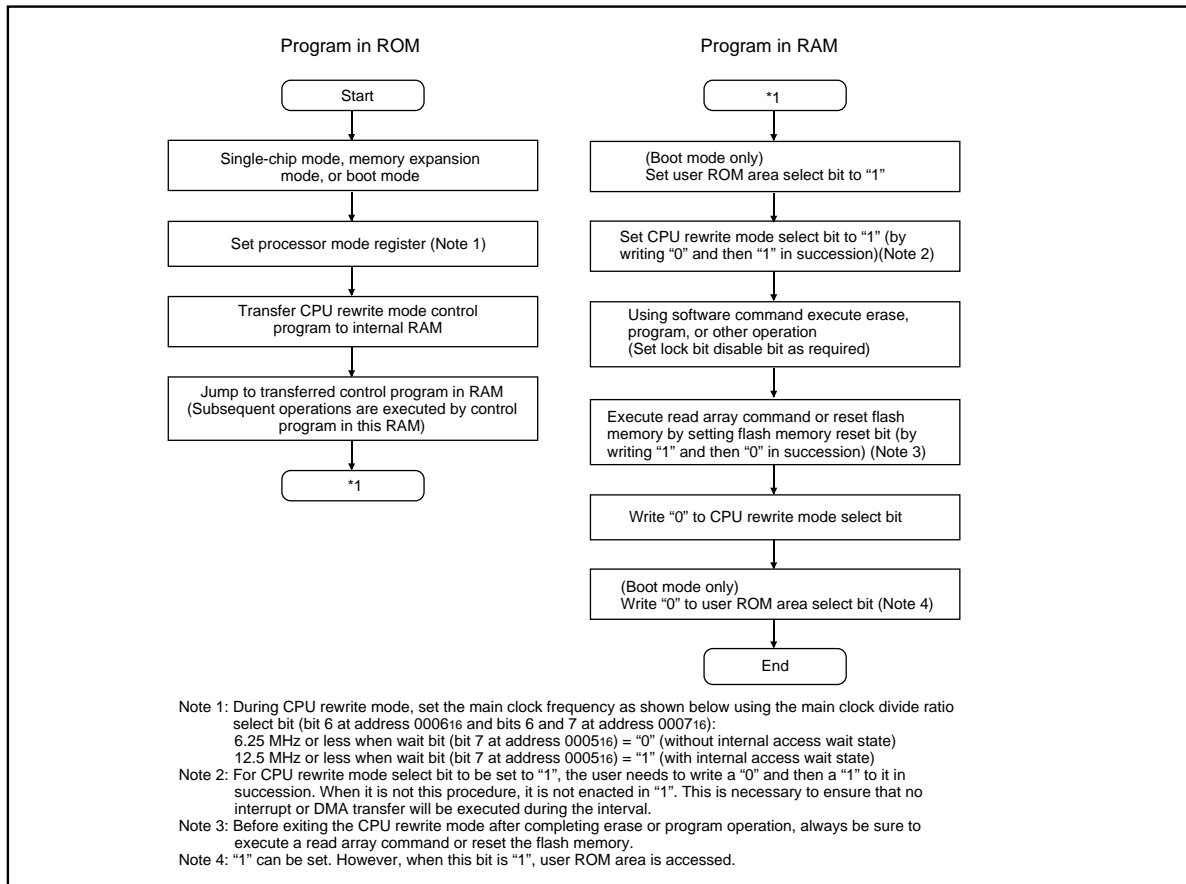 Program in ROM
Start
Single-chip mode, memory expansion
mode, or boot mode
Set processor mode register (Note 1)
Transfer CPU rewrite mode control
program to internal RAM
Jump to transferred control program in RAM
(Subsequent operations are executed by control
program in this RAM)
*1
Program in RAM
*1
(Boot mode only)
Set user ROM area select bit to “1”
Set CPU rewrite mode select bit to “1” (by
writing “0” and then “1” in succession)(Note 2)
Using software command execute erase,
program, or other operation
(Set lock bit disable bit as required)
Execute read array command or reset flash
memory by setting flash memory reset bit (by
writing “1” and then “0” in succession) (Note 3)
Write “0” to CPU rewrite mode select bit
(Boot mode only)
Write “0” to user ROM area select bit (Note 4)
End
Note 1: During CPU rewrite mode, set the main clock frequency as shown below using the main clock divide ratio
select bit (bit 6 at address 000616 and bits 6 and 7 at address 000716):
6.25 MHz or less when wait bit (bit 7 at address 000516) = “0” (without internal access wait state)
12.5 MHz or less when wait bit (bit 7 at address 000516) = “1” (with internal access wait state)
Note 2: For CPU rewrite mode select bit to be set to “1”, the user needs to write a “0” and then a “1” to it in
succession. When it is not this procedure, it is not enacted in “1”. This is necessary to ensure that no
interrupt or DMA transfer will be executed during the interval.
Note 3: Before exiting the CPU rewrite mode after completing erase or program operation, always be sure to
execute a read array command or reset the flash memory.
Note 4: “1” can be set. However, when this bit is “1”, user ROM area is accessed.